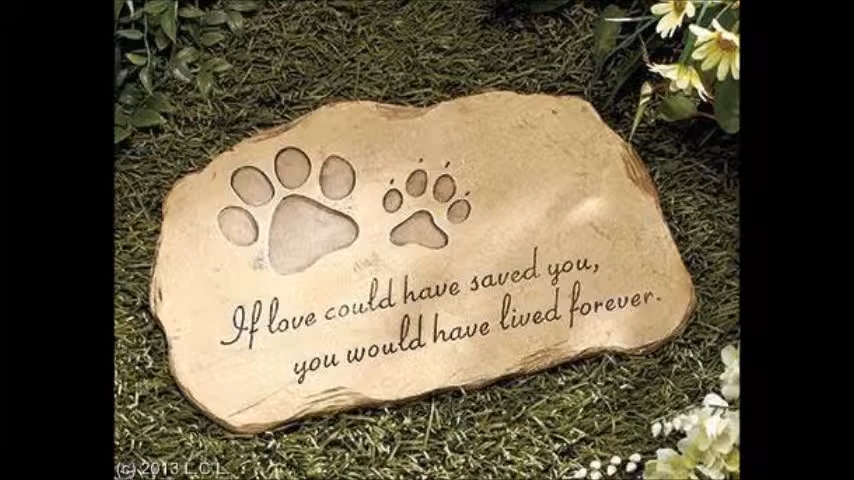 If love could have saved you,
you would have lived forever.
(c) 2013 L.C.L.